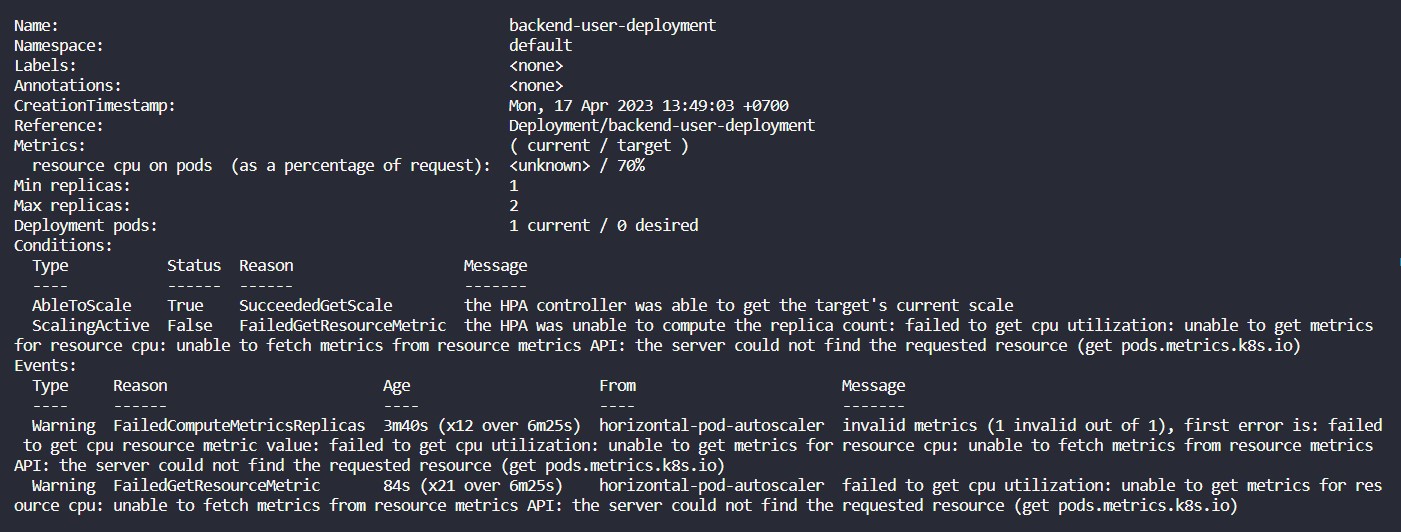 Name:                                                  backend-user-deployment
Namespace:                                             default
Labels:                                                <none>
Annotations:                                           <none>
CreationTimestamp:                                     Mon, 17 Apr 2023 13:49:03 +0700
Reference:                                             Deployment/backend-user-deployment
Metrics:                                               ( current / target )
  resource cpu on pods  (as a percentage of request):  <unknown> / 70%
Min replicas:                                          1
Max replicas:                                          2
Deployment pods:                                       1 current / 0 desired
Conditions:
  Type           Status  Reason                   Message
  ----           ------  ------                   -------
  AbleToScale    True    SucceededGetScale        the HPA controller was able to get the target's current scale
  ScalingActive  False   FailedGetResourceMetric  the HPA was unable to compute the replica count: failed to get cpu utilization: unable to get metrics
for resource cpu: unable to fetch metrics from resource metrics API: the server could not find the requested resource (get pods.metrics.k8s.io)
Events:
  Type     Reason                        Age                     From                       Message
  ----     ------                        ----                    ----                       -------
  Warning  FailedComputeMetricsReplicas  3m40s (x12 over 6m25s)  horizontal-pod-autoscaler  invalid metrics (1 invalid out of 1), first error is: failed
 to get cpu resource metric value: failed to get cpu utilization: unable to get metrics for resource cpu: unable to fetch metrics from resource metrics
API: the server could not find the requested resource (get pods.metrics.k8s.io)
  Warning  FailedGetResourceMetric       84s (x21 over 6m25s)    horizontal-pod-autoscaler  failed to get cpu utilization: unable to get metrics for res
ource cpu: unable to fetch metrics from resource metrics API: the server could not find the requested resource (get pods.metrics.k8s.io)